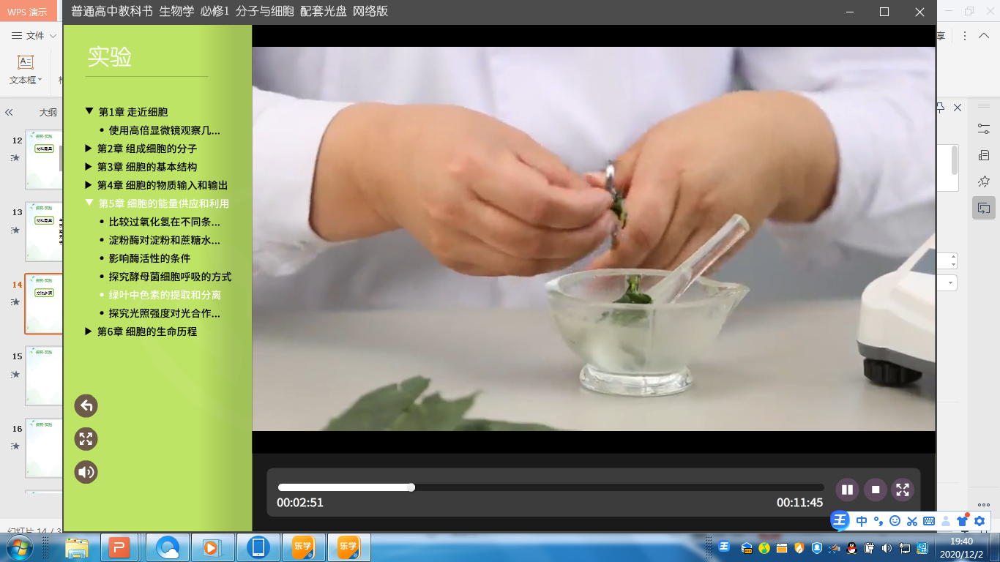 WPS 演示
普通高中教科书 生物学 必修1 分子与细胞 配套光盘 网络版
文件
享
文本框
大纲
实验
第1章 走近细胞
使用高倍显微镜观察几...
第2章 组成细胞的分子
第3章 细胞的基本结构
第4章 细胞的物质输入和输出
第5章 细胞的能量供应和利用
比较过氧化氢在不同条...
淀粉酶对淀粉和蔗糖水...
影响酶活性的条件
探究酵母菌细胞呼吸的方式
绿叶中色素的提取和分离
探究光照强度对光合作...
第6章 细胞的生命历程
12
13
14
15
16
00:02:51
00:11:45
中
幻灯片 14 / 3
乐学
乐学
19:40
2020/12/2